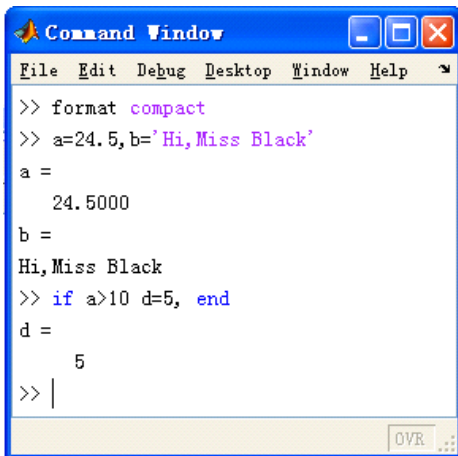 Command Window
File Edit Debug Desktop Window Help
>> format compact
>> a=24.5,b='Hi,Miss Black'
a =
24.5000
b =
Hi,Miss Black
>> if a>10 d=5, end
d =
5
>>
OVR